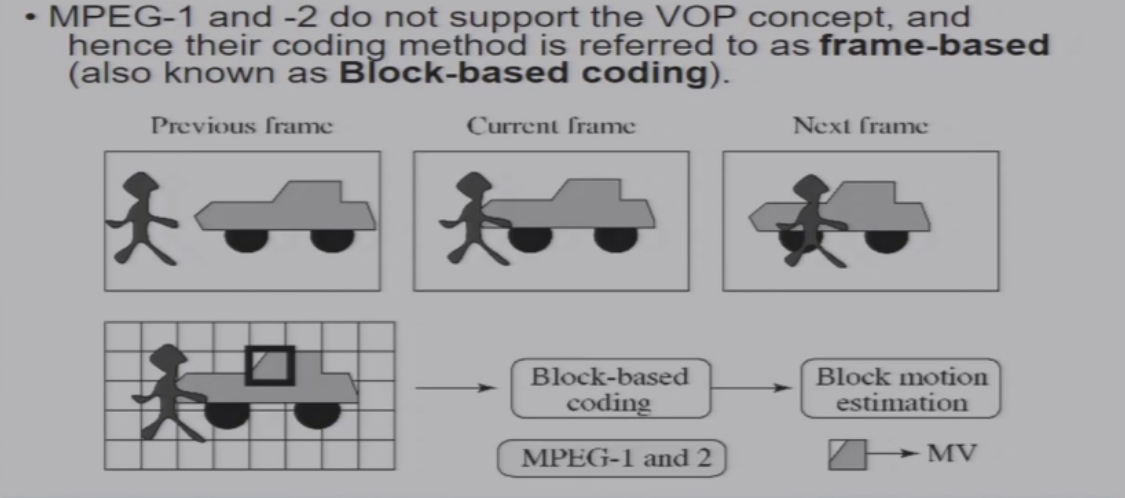 • MPEG-1 and -2 do not support the VOP concept, and
hence their coding method is referred to as frame-based
(also known as Block-based coding).
Previous frame
Current frame
Next frame
Block-based
coding
Block motion
estimation
MPEG-1 and 2
MV